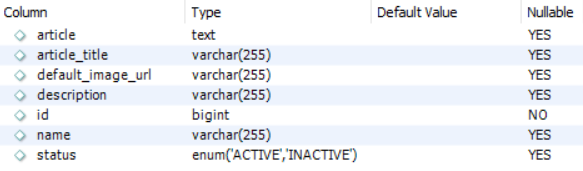 Column Type Default Value Nullable
article text YES
article_title varchar(255) YES
default_image_url varchar(255) YES
description varchar(255) YES
id bigint NO
name varchar(255) YES
status enum('ACTIVE','INACTIVE') YES